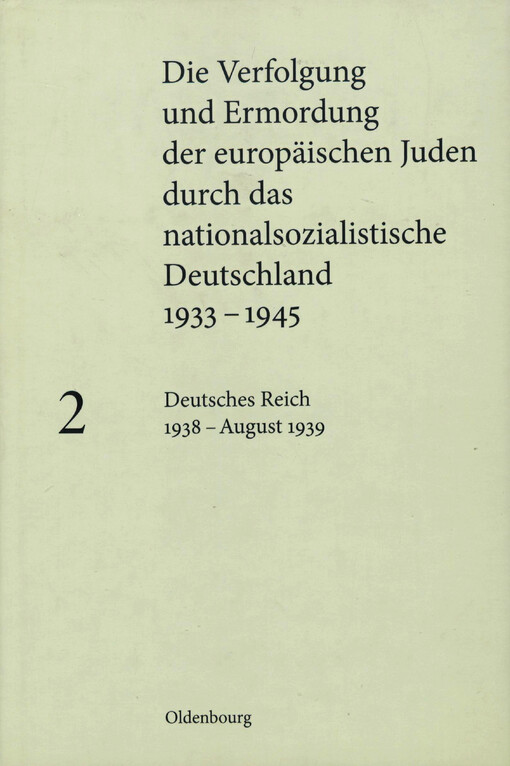 Die Verfolgung
und Ermordung
der europäischen Juden
durch das
nationalsozialistische
Deutschland
1933 – 1945
2
Deutsches Reich
1938 – August 1939
Oldenbourg